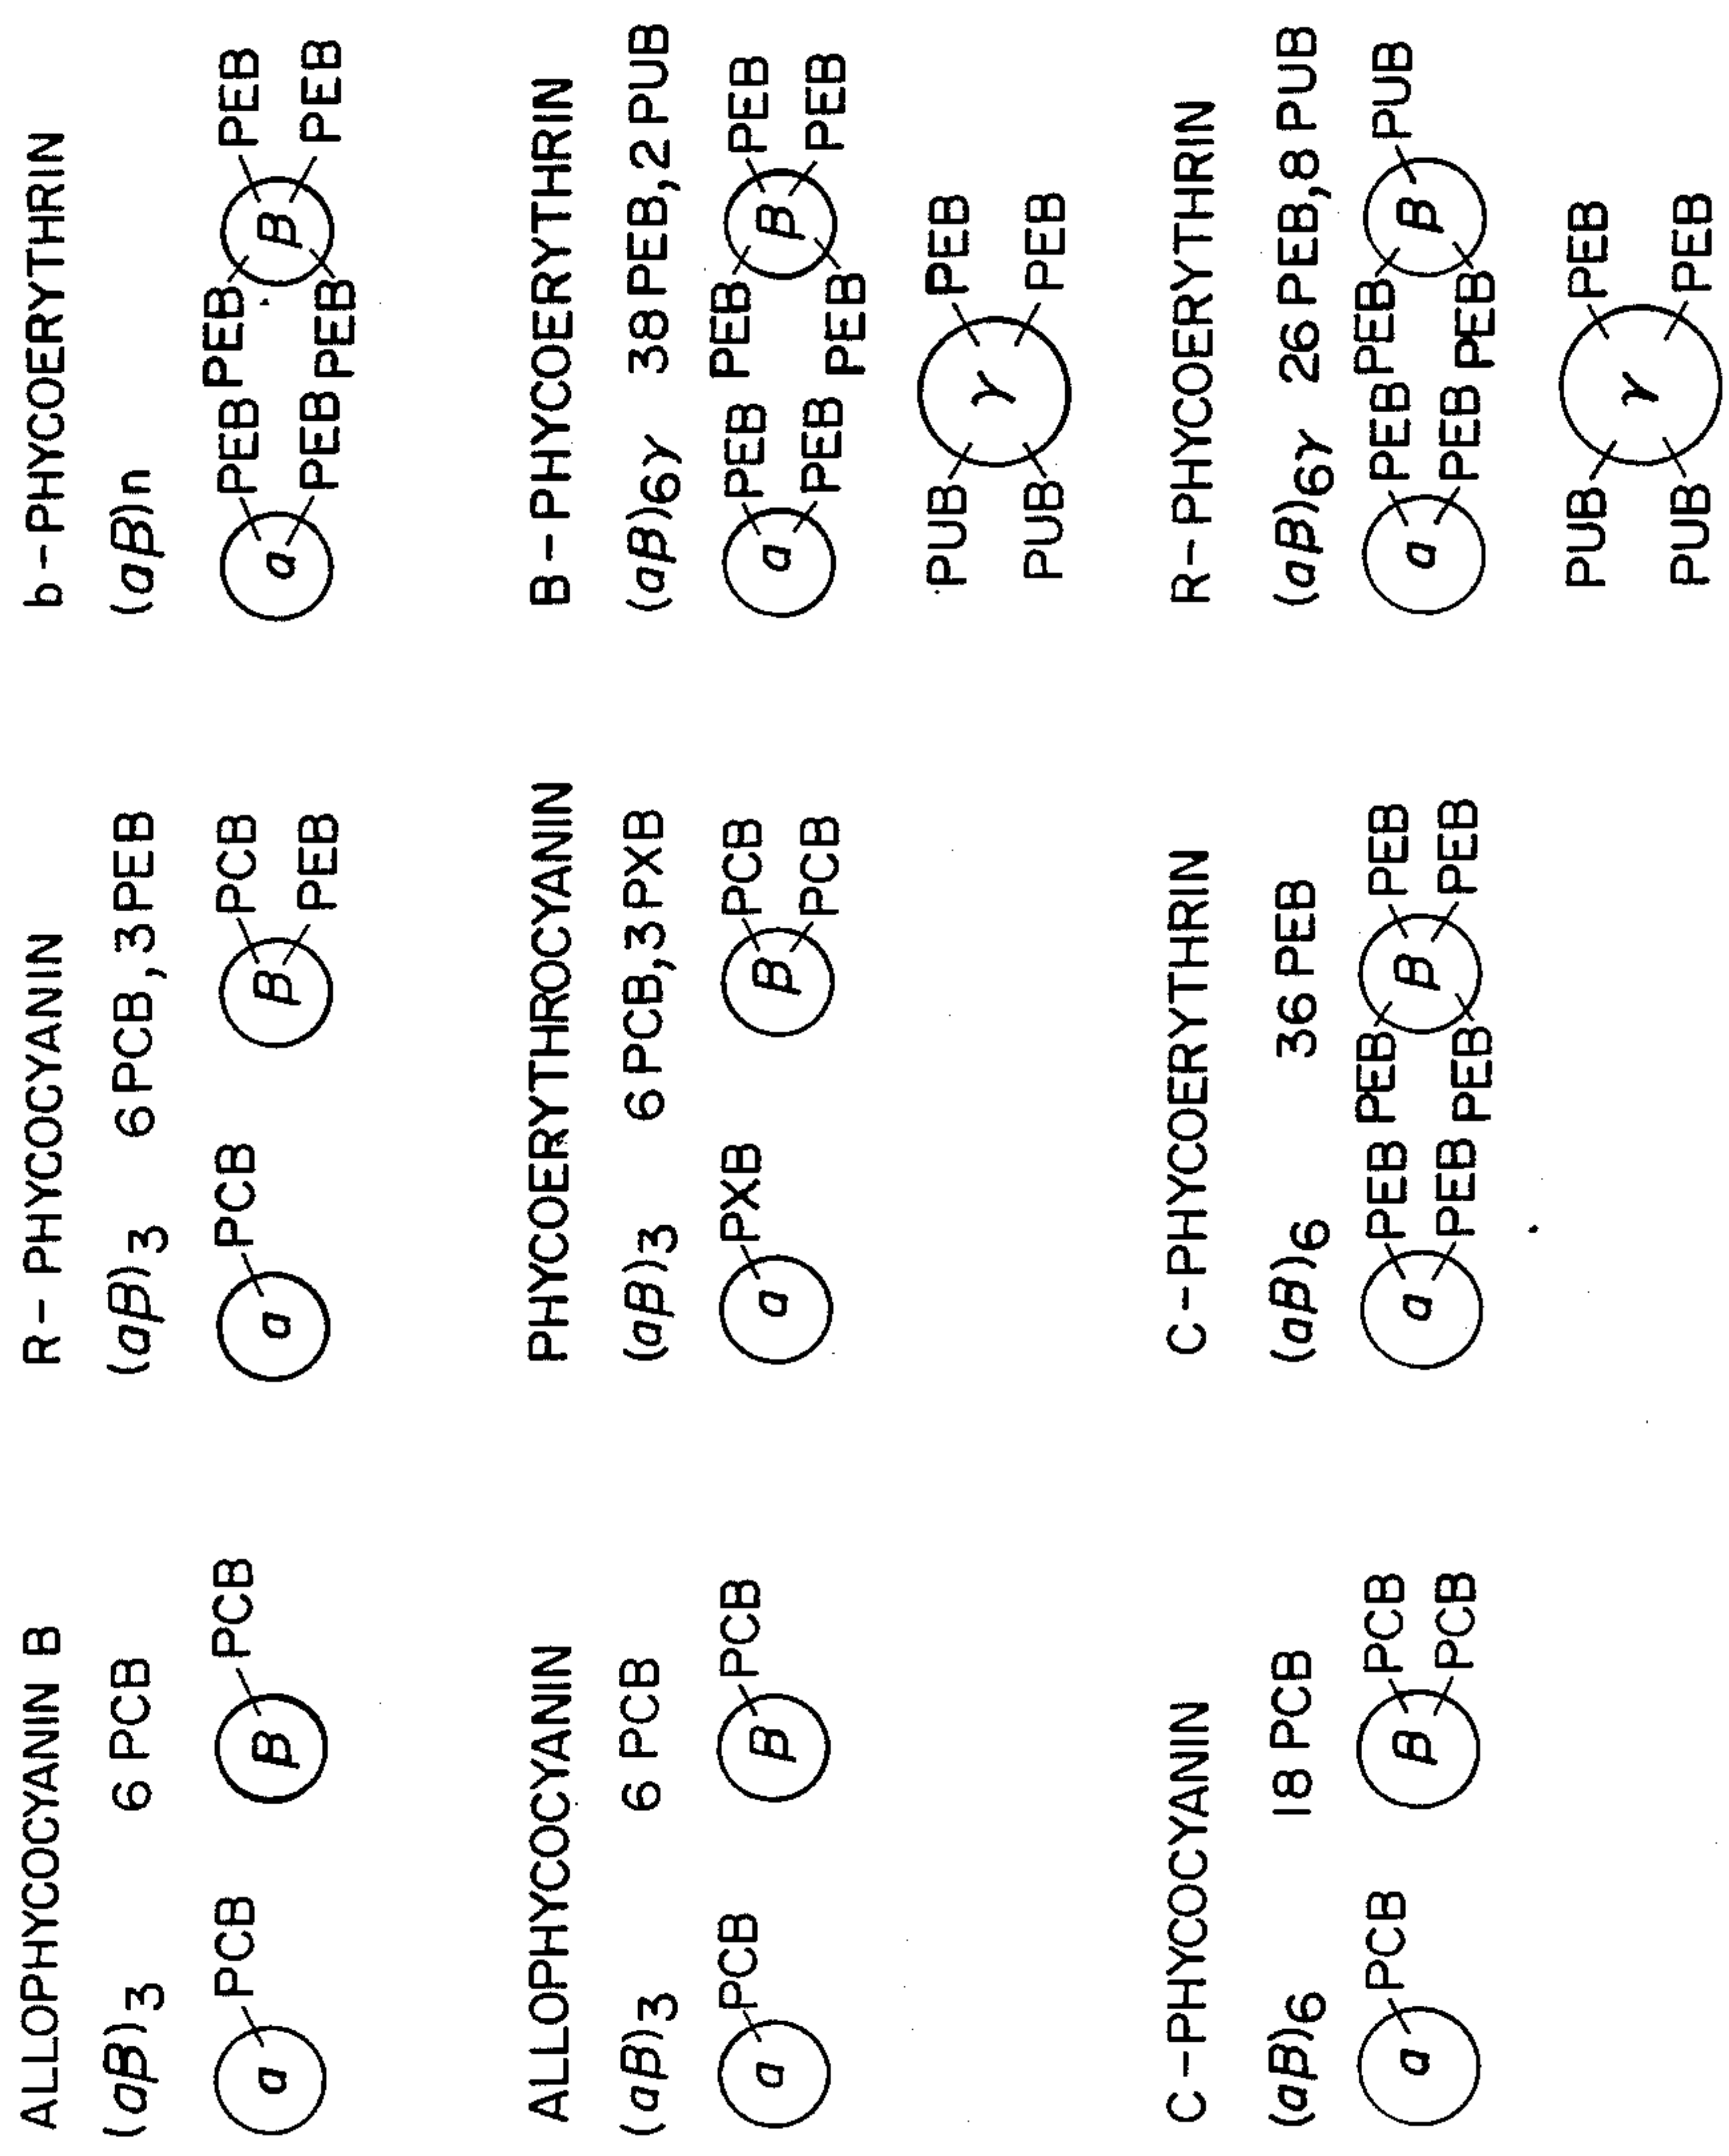 ALLOPHYCOCYANIN B
(αβ)3 6 PCB
PCB PCB
α β
R-PHYCOCYANIN
(αβ)3 6 PCB, 3 PEB
PCB PCB
α β
PEB
b-PHYCOERYTHRIN
(αβ)n
PEB PEB PEB
α β
PEB PEB PEB
ALLOPHYCOCYANIN
(αβ)3 6 PCB
PCB PCB
α β
PHYCOERYTHROCYANIN
(αβ)3 6 PCB, 3 PXB
PXB PCB
α β
PCB
B-PHYCOERYTHRIN
(αβ)6γ 38 PEB, 2 PUB
PEB PEB PEB
α β
PEB PEB PEB
PUB PEB
γ
PUB PEB
C-PHYCOCYANIN
(αβ)6 18 PCB
PCB PCB
α β
PCB
C-PHYCOERYTHRIN
(αβ)6 36 PEB
PEB PEB PEB
α β
PEB PEB PEB
R-PHYCOERYTHRIN
(αβ)6γ 26 PEB, 8 PUB
PEB PEB PUB
α β
PEB PEB
PUB PEB
γ
PUB PEB